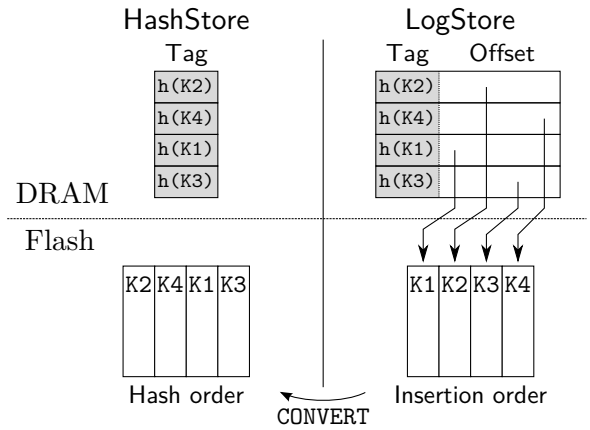 HashStore LogStore
Tag Tag Offset
h(K2) h(K2)
h(K4) h(K4)
h(K1) h(K1)
h(K3) h(K3)
DRAM
Flash
K2 K4 K1 K3 K1 K2 K3 K4
Hash order Insertion order
CONVERT